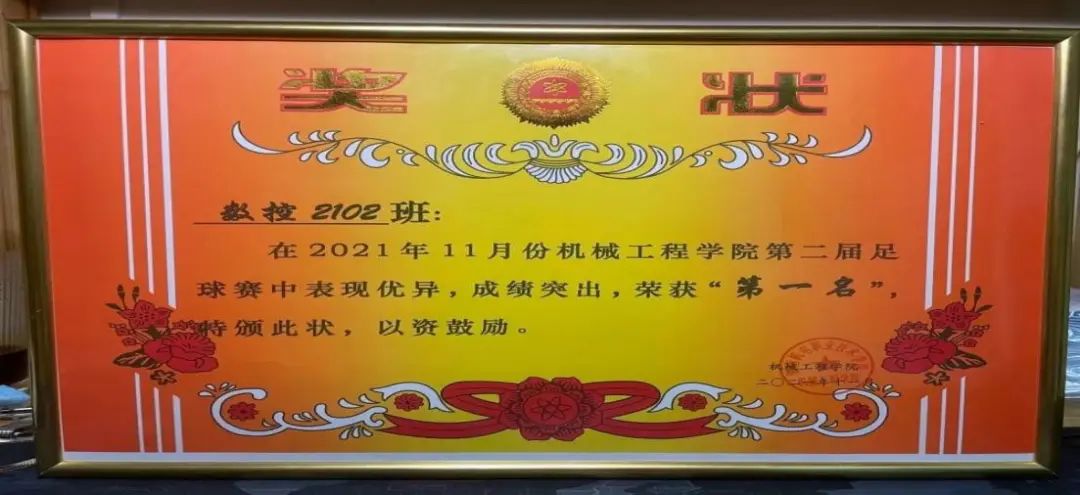 奖状
数控2102班:
在2021年11月份机械工程学院第二届足
球赛中表现优异,成绩突出,荣获“第一名”,
特颁此状,以资鼓励。
机械工程学院